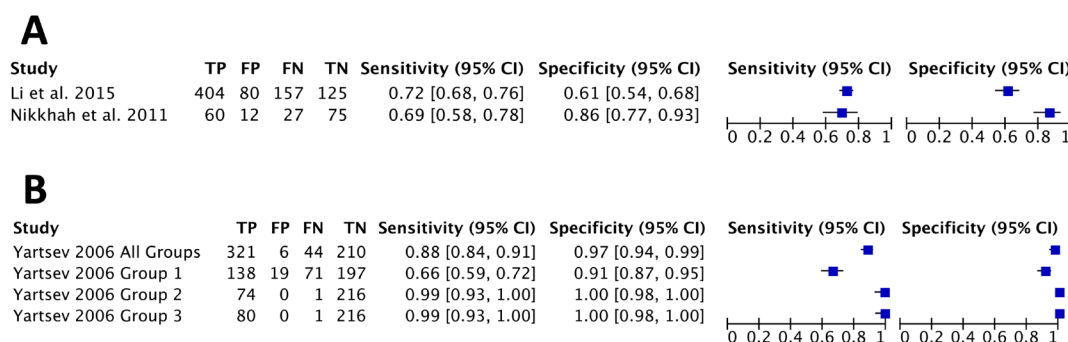 A
Study TP FP FN TN Sensitivity (95% CI) Specificity (95% CI) Sensitivity (95% CI) Specificity (95% CI)
Li et al. 2015 404 80 157 125 0.72 [0.68, 0.76] 0.61 [0.54, 0.68]
Nikkhah et al. 2011 60 12 27 75 0.69 [0.58, 0.78] 0.86 [0.77, 0.93]
0 0.2 0.4 0.6 0.8 1 0 0.2 0.4 0.6 0.8 1
B
Study TP FP FN TN Sensitivity (95% CI) Specificity (95% CI) Sensitivity (95% CI) Specificity (95% CI)
Yartsev 2006 All Groups 321 6 44 210 0.88 [0.84, 0.91] 0.97 [0.94, 0.99]
Yartsev 2006 Group 1 138 19 71 197 0.66 [0.59, 0.72] 0.91 [0.87, 0.95]
Yartsev 2006 Group 2 74 0 1 216 0.99 [0.93, 1.00] 1.00 [0.98, 1.00]
Yartsev 2006 Group 3 80 0 1 216 0.99 [0.93, 1.00] 1.00 [0.98, 1.00]
0 0.2 0.4 0.6 0.8 1 0 0.2 0.4 0.6 0.8 1